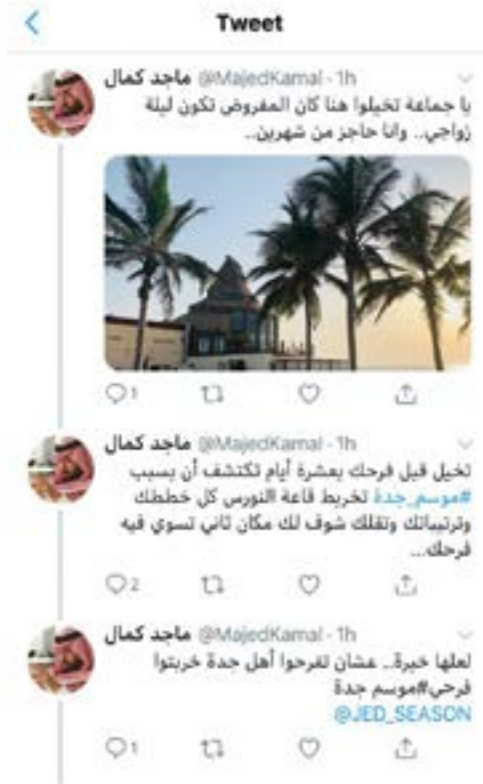 Tweet
ماجد كمال @MajedKamal · 1h
يا جماعة تخيلوا هنا كان المفروض تكون ليلة
زواجي.. وانا حاجز من شهرين..
1
ماجد كمال @MajedKamal · 1h
تخيل قبل فرحك بعشرة أيام تكتشف أن بسبب
#موسم_جدة تخربط قاعة النورس كل خططك
وترتيباتك وتقلك شوف لك مكان ثاني تسوي فيه
فرحك...
2
ماجد كمال @MajedKamal · 1h
لعلها خيرة.. عشان تفرحوا أهل جدة خربتوا
فرحي#موسم جدة
@JED_SEASON
1